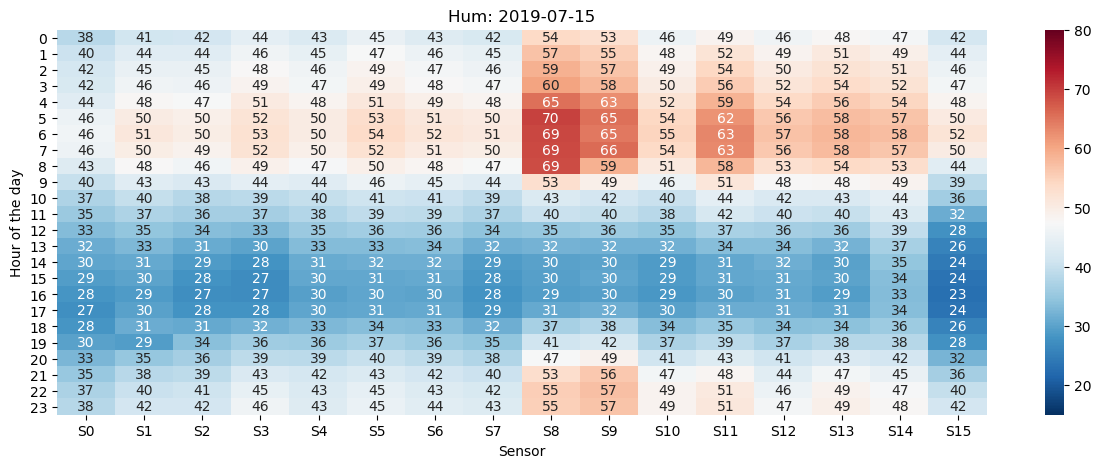 Hum: 2019-07-15
Hour of the day
0 38 41 42 44 43 45 43 42 54 53 46 49 46 48 47 42
1 40 44 44 46 45 47 46 45 57 55 48 52 49 51 49 44
2 42 45 45 48 46 49 47 46 59 57 49 54 50 52 51 46
3 42 46 46 49 47 49 48 47 60 58 50 56 52 54 52 47
4 44 48 47 51 48 51 49 48 65 63 52 59 54 56 54 48
5 46 50 50 52 50 53 51 50 70 65 54 62 56 58 57 50
6 46 51 50 53 50 54 52 51 69 65 55 63 57 58 58 52
7 46 50 49 52 50 52 51 50 69 66 54 63 56 58 57 50
8 43 48 46 49 47 50 48 47 69 59 51 58 53 54 53 44
9 40 43 43 44 44 46 45 44 53 49 46 51 48 48 49 39
10 37 40 38 39 40 41 41 39 43 42 40 44 42 43 44 36
11 35 37 36 37 38 39 39 37 40 40 38 42 40 40 43 32
12 33 35 34 33 35 36 36 34 35 36 35 37 36 36 39 28
13 32 33 31 30 33 33 34 32 32 32 32 34 34 32 37 26
14 30 31 29 28 31 32 32 29 30 30 29 31 32 30 35 24
15 29 30 28 27 30 31 31 28 30 30 29 31 31 29 34 24
16 28 29 27 27 30 30 30 28 29 30 29 30 31 29 33 23
17 27 30 28 28 30 31 31 29 31 32 30 31 31 31 34 24
18 28 31 31 32 33 34 33 32 37 38 34 35 34 34 36 26
19 30 29 34 36 36 37 36 35 41 42 37 39 37 38 38 28
20 33 35 36 39 39 40 39 38 47 49 41 43 41 43 42 32
21 35 38 39 43 42 43 42 40 53 56 47 48 44 47 45 36
22 37 40 41 45 43 45 43 42 55 57 49 51 46 49 47 40
23 38 42 42 46 43 45 44 43 55 57 49 51 47 49 48 42
S0 S1 S2 S3 S4 S5 S6 S7 S8 S9 S10 S11 S12 S13 S14 S15
Sensor
80
70
60
50
40
30
20